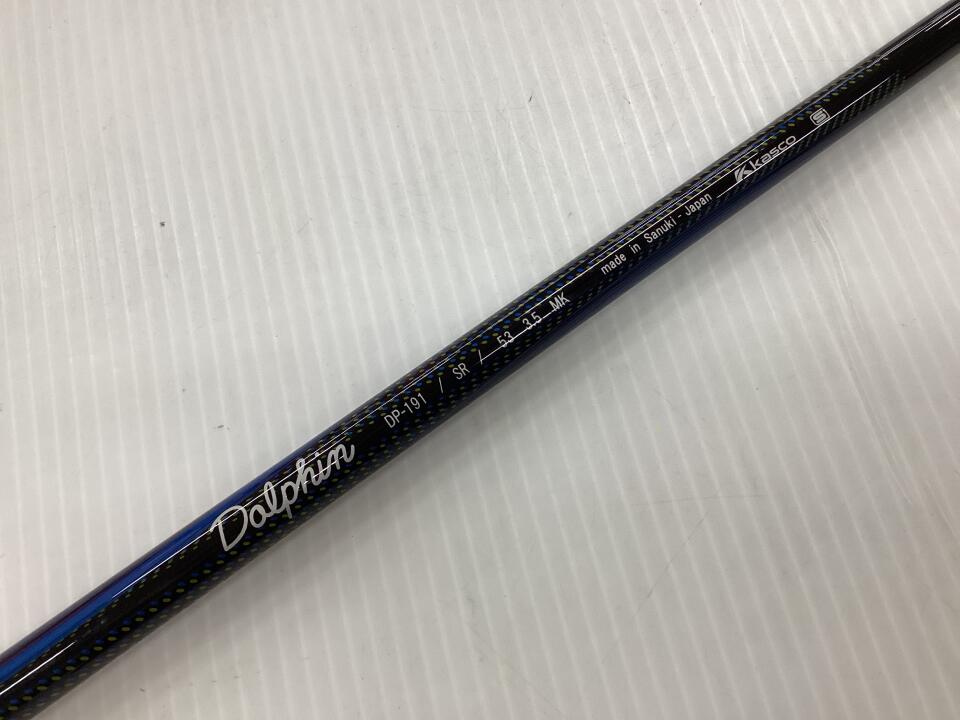 Dolphin DP-191 / SR / 53 3.5 MK made in Sanuki - Japan Kasco S